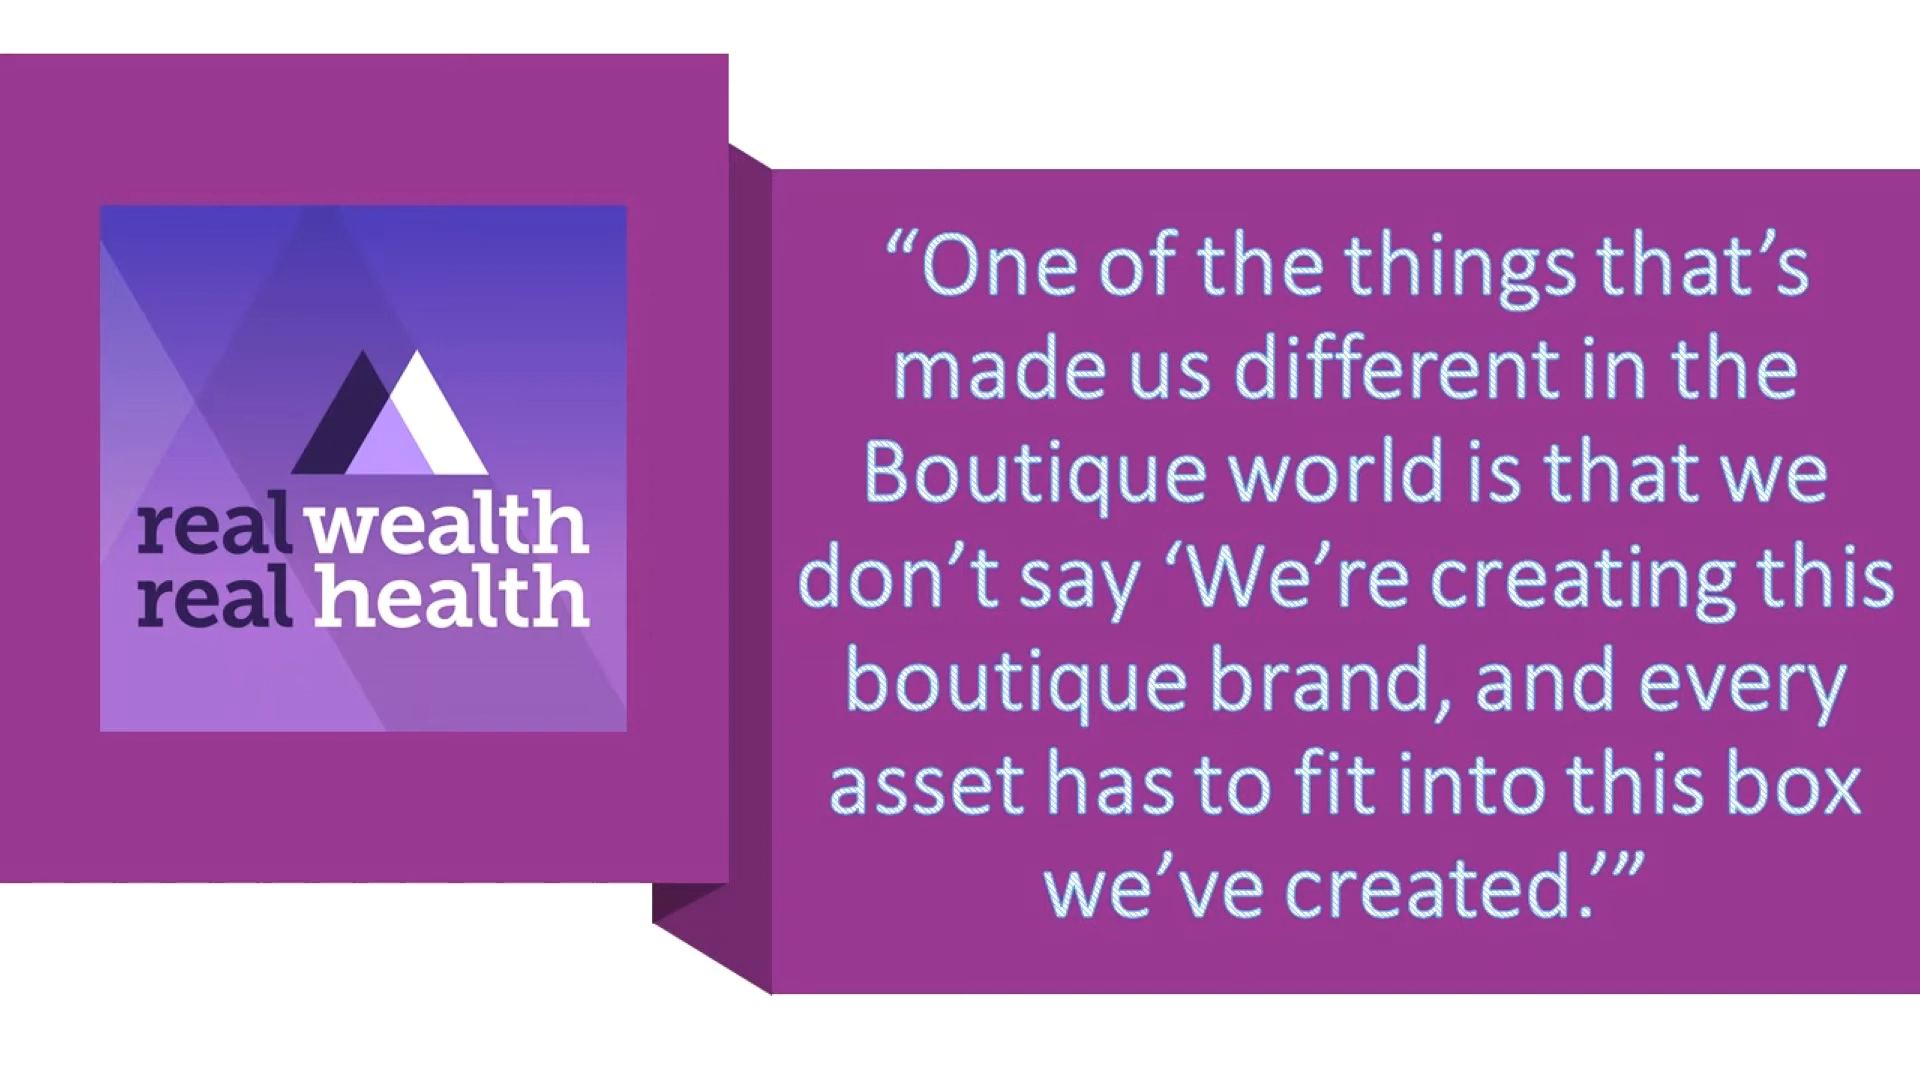 real wealth
real health
“One of the things that’s
made us different in the
Boutique world is that we
don’t say ‘We’re creating this
boutique brand, and every
asset has to fit into this box
we’ve created.’”